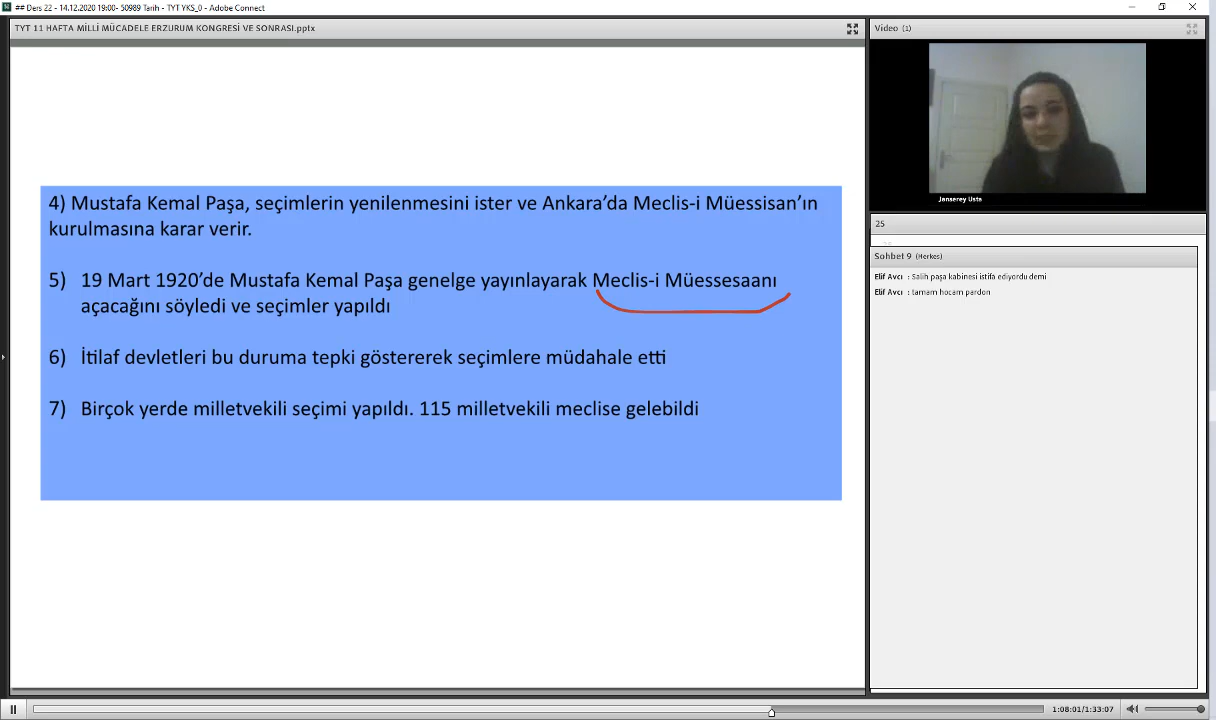 ## Ders 22 - 14.12.2020 19:00- 50989 Tarih - TYT YKS_0 - Adobe Connect
TYT 11 HAFTA MİLLİ MÜCADELE ERZURUM KONGRESİ VE SONRASI.pptx
4) Mustafa Kemal Paşa, seçimlerin yenilenmesini ister ve Ankara’da Meclis-i Müessisan’ın
kurulmasına karar verir.
5) 19 Mart 1920’de Mustafa Kemal Paşa genelge yayınlayarak Meclis-i Müessesaanı
açacağını söyledi ve seçimler yapıldı
6) İtilaf devletleri bu duruma tepki göstererek seçimlere müdahale etti
7) Birçok yerde milletvekili seçimi yapıldı. 115 milletvekili meclise gelebildi
Video (1)
Janserey Usta
25
Sohbet 9 (Herkes)
Elif Avcı : Salih paşa kabinesi istifa ediyordu demi
Elif Avcı : tamam hocam pardon
1:08:01/1:33:07